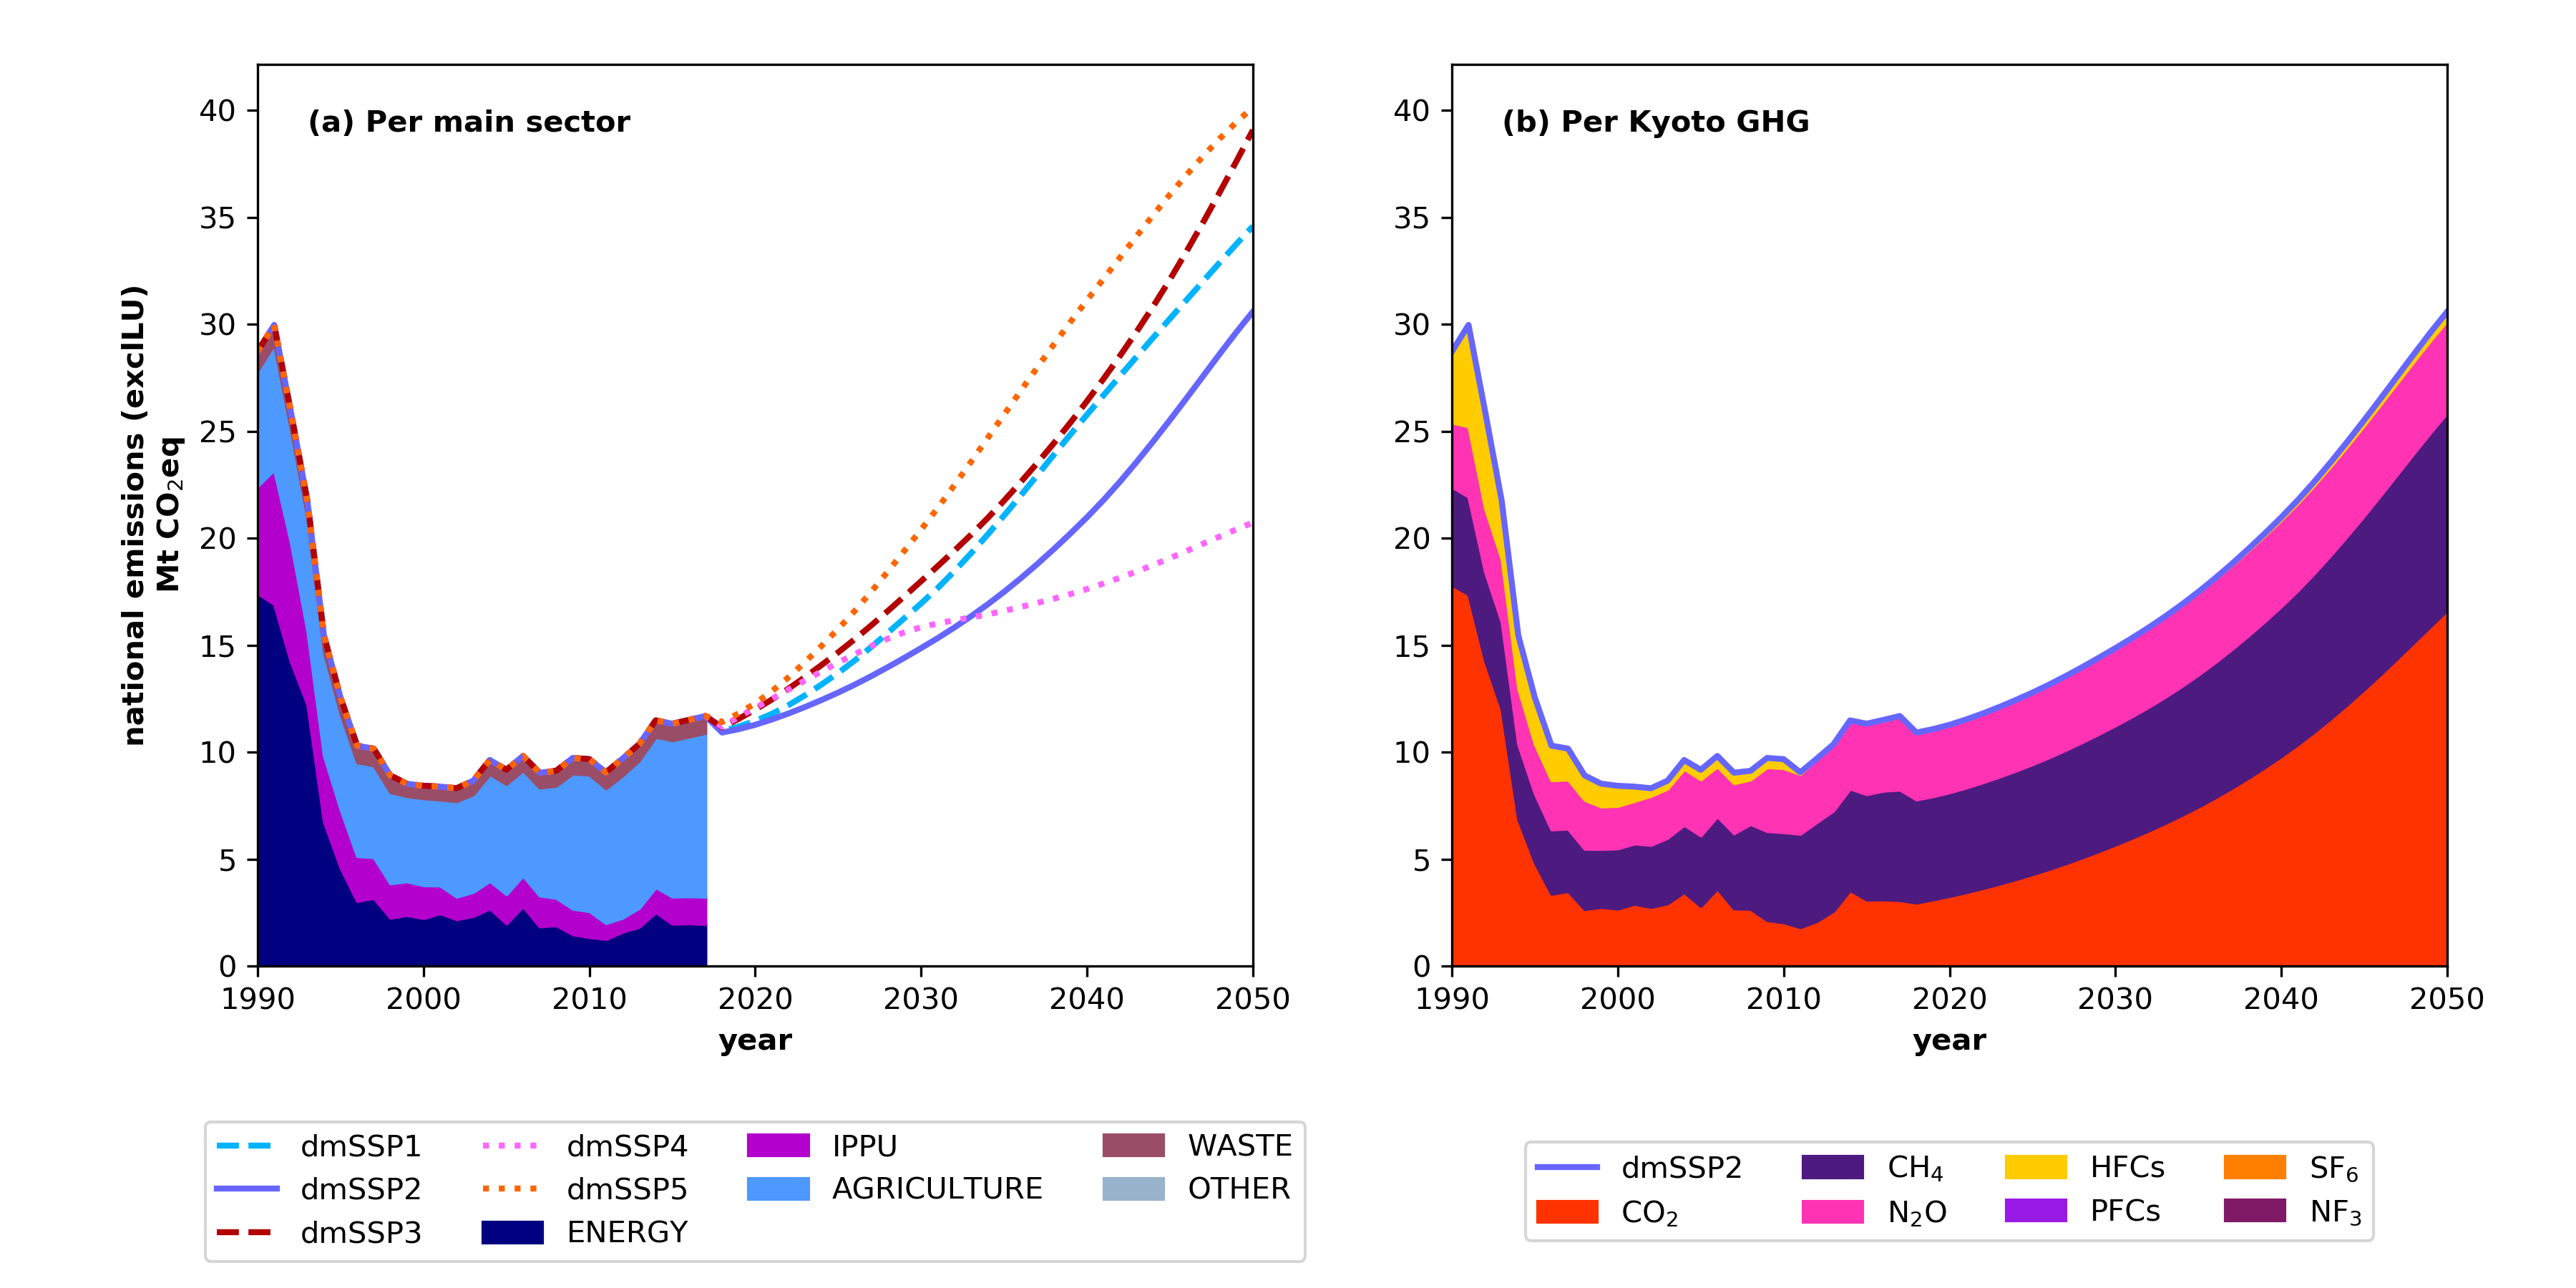 (a) Per main sector
national emissions (exclLU)
Mt CO₂eq
40
35
30
25
20
15
10
5
0
1990 2000 2010 2020 2030 2040 2050
year
dmSSP1 dmSSP4 IPPU WASTE
dmSSP2 dmSSP5 AGRICULTURE OTHER
dmSSP3 ENERGY
(b) Per Kyoto GHG
40
35
30
25
20
15
10
5
0
1990 2000 2010 2020 2030 2040 2050
year
dmSSP2 CH₄ HFCs SF₆
CO₂ N₂O PFCs NF₃